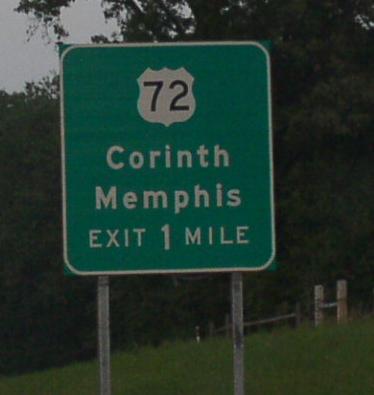 72
Corinth
Memphis
EXIT 1 MILE